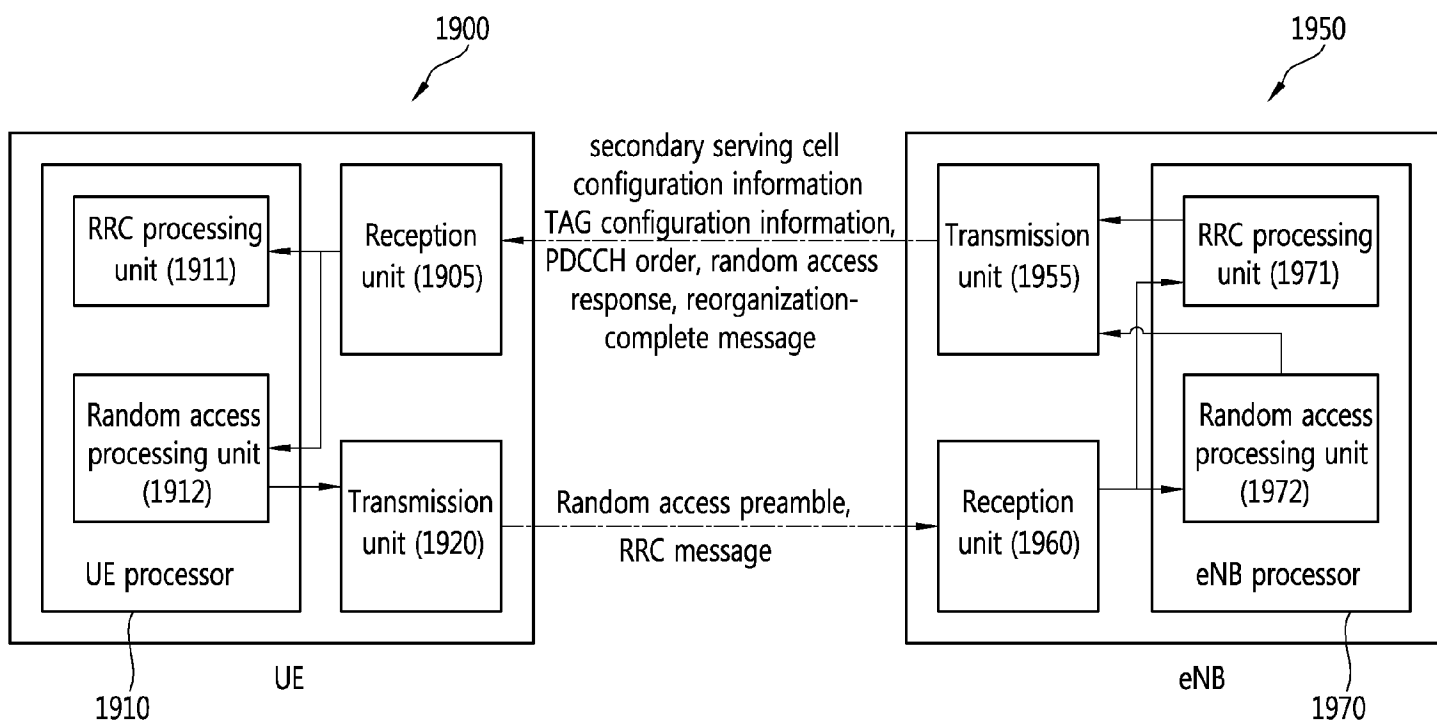 1900
1950
RRC processing
unit (1911)
Reception
unit (1905)
Random access
processing unit
(1912)
Transmission
unit (1920)
UE processor
1910
UE
secondary serving cell
configuration information
TAG configuration information,
PDCCH order, random access
response, reorganization-
complete message
Random access preamble,
RRC message
Transmission
unit (1955)
RRC processing
unit (1971)
Reception
unit (1960)
Random access
processing unit
(1972)
eNB processor
eNB
1970